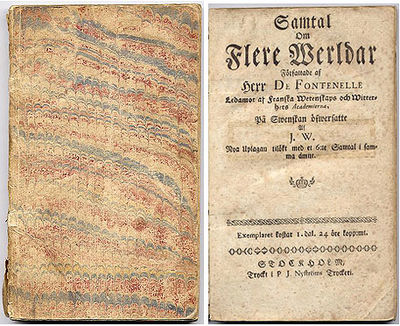 Samtal
Om
Flere Werldar
Författade af
Herr DE FONTENELLE
Ledamot af Franska Wetenskaps och Witter-
hets Academierna,
På Swenskan öfwersatte
Af
J. W.
Nya Uplagan tilökt med et 6:te Samtal i sam-
ma ämne.
Exemplaret kostar 1. dal. 24 öre kopp:mt.
STOCKHOLM,
Tryckt i P J. Nyströms Tryckeri.